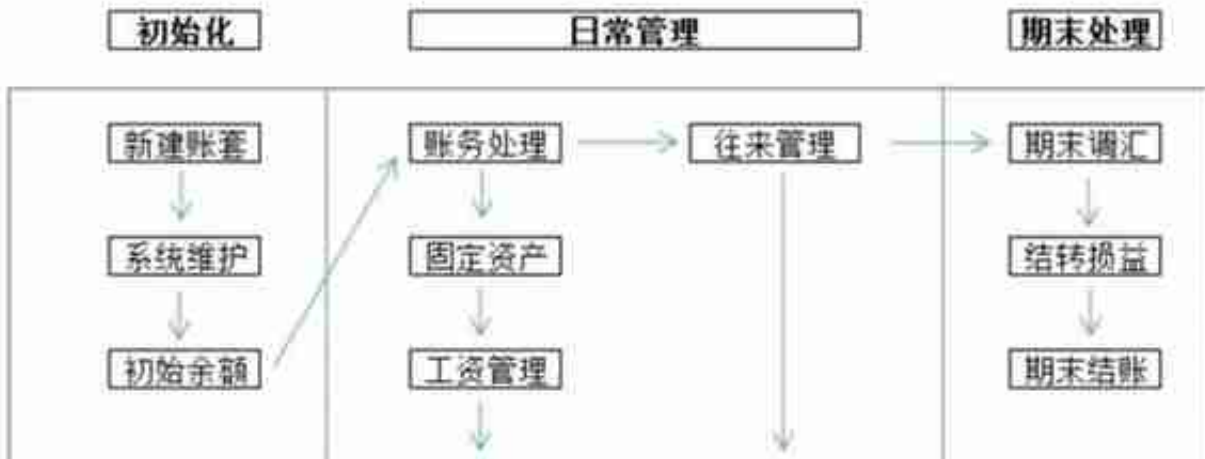 初始化 日常管理 期末处理
新建账套 账务处理 往来管理 期末调汇
系统维护 固定资产 结转损益
初始余额 工资管理 期末结账